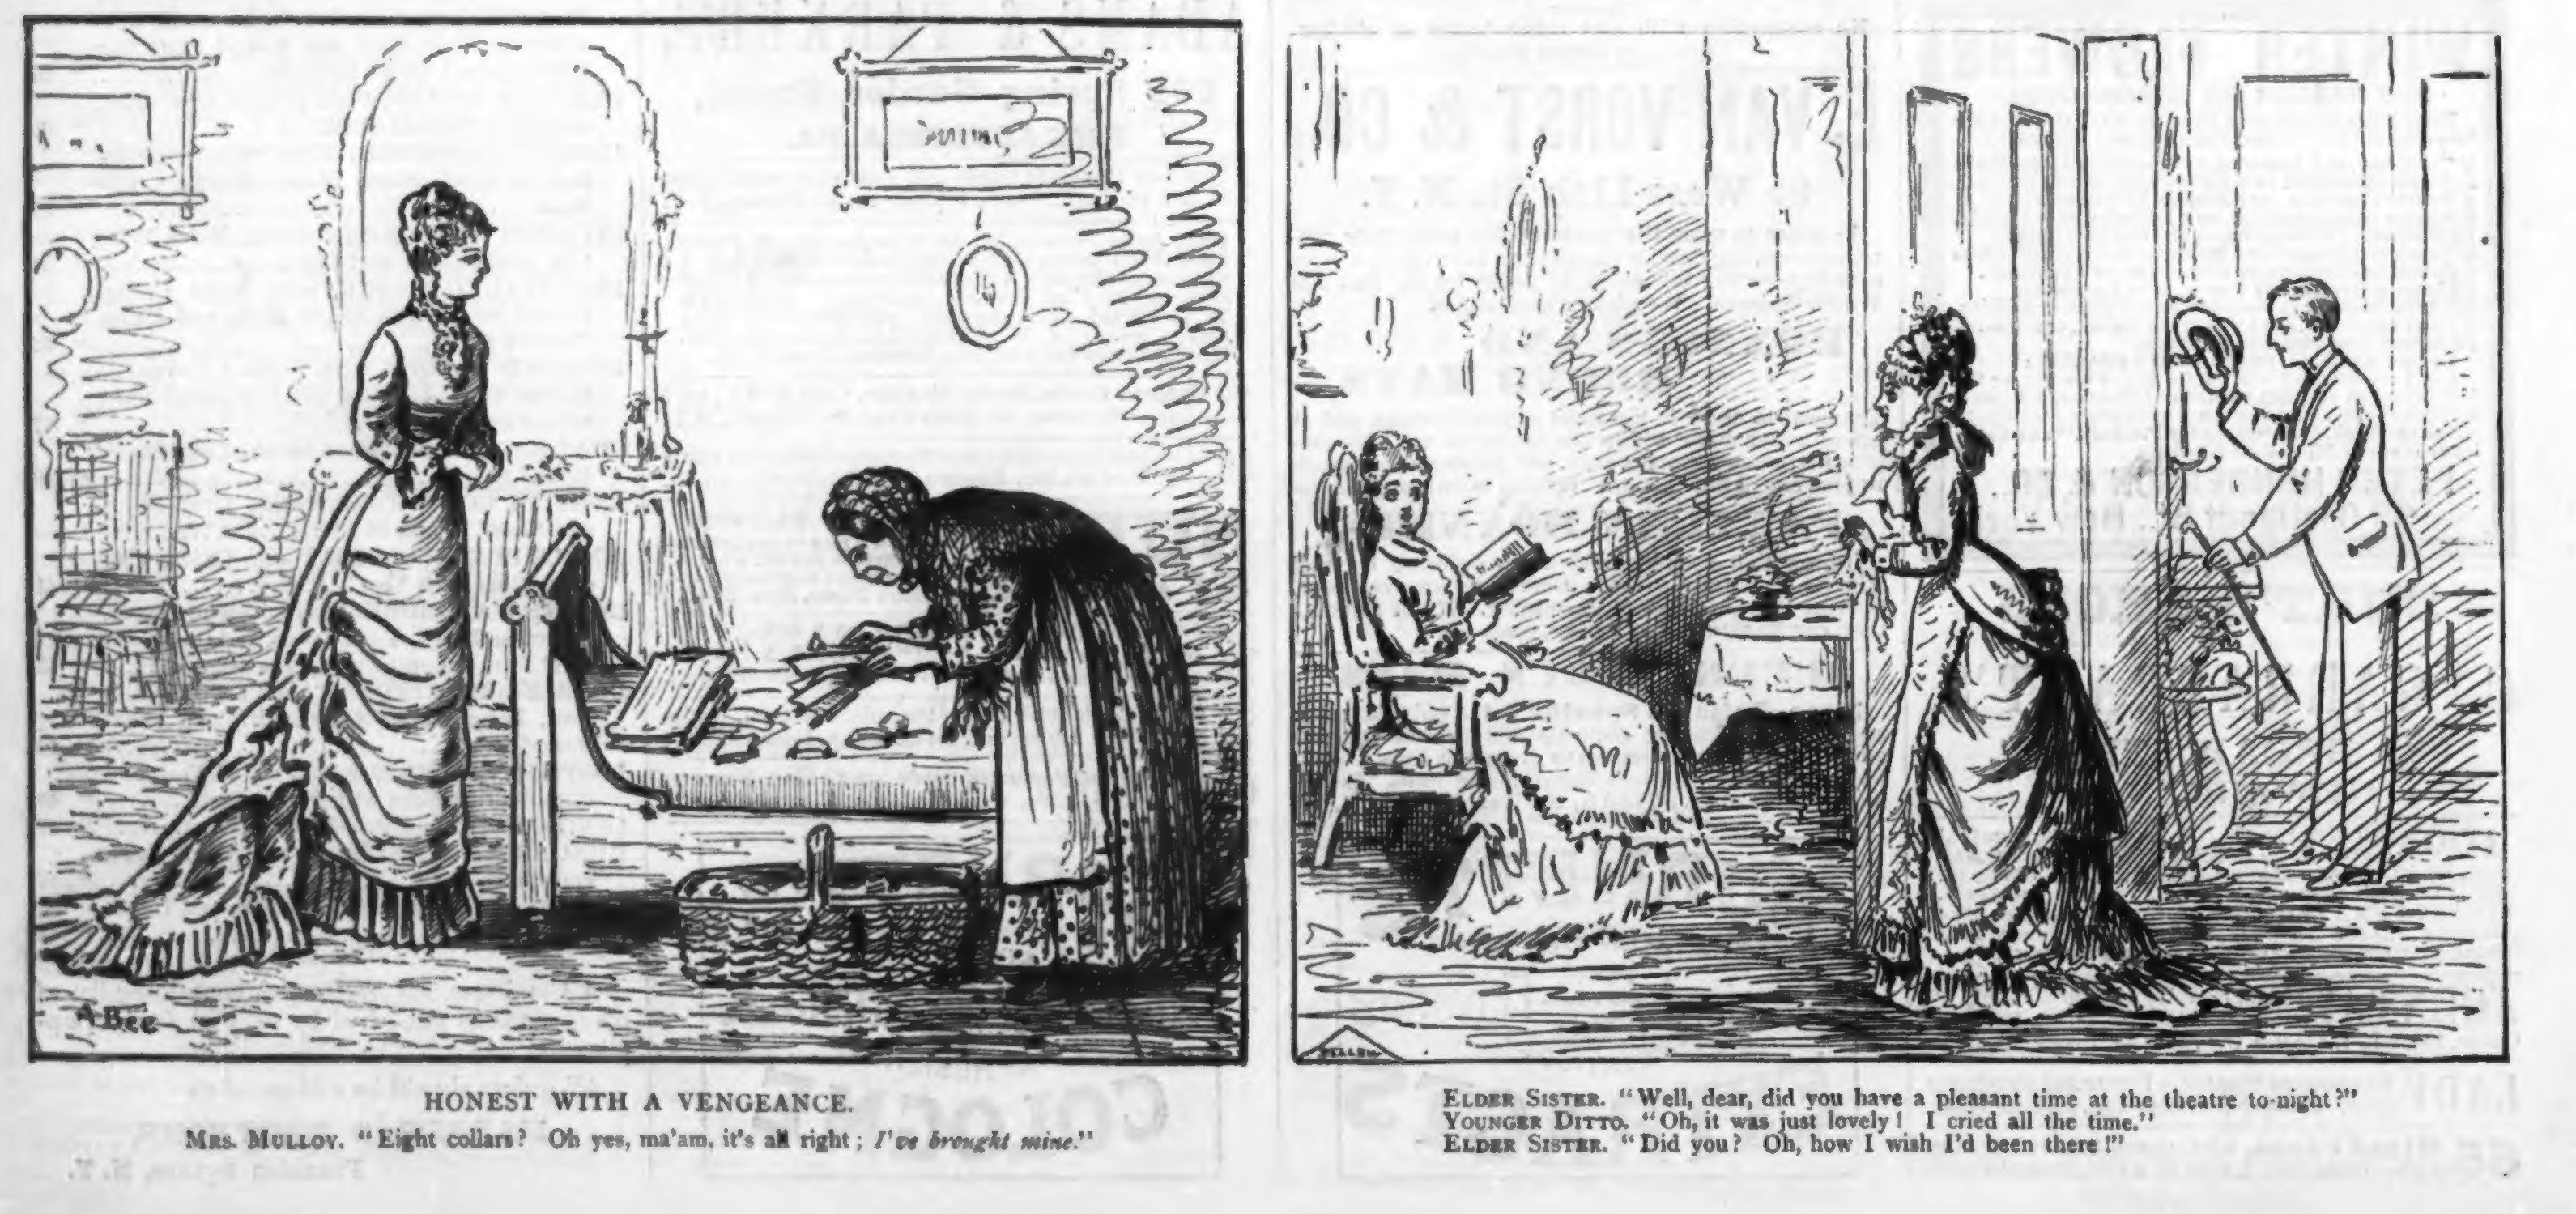 A Bee
HONEST WITH A VENGEANCE.
MRS. MULLOY. "Eight collars? Oh yes, ma'am, it's all right; I've brought mine."
ELDER SISTER. "Well, dear, did you have a pleasant time at the theatre to-night?"
YOUNGER DITTO. "Oh, it was just lovely! I cried all the time."
ELDER SISTER. "Did you? Oh, how I wish I'd been there!"